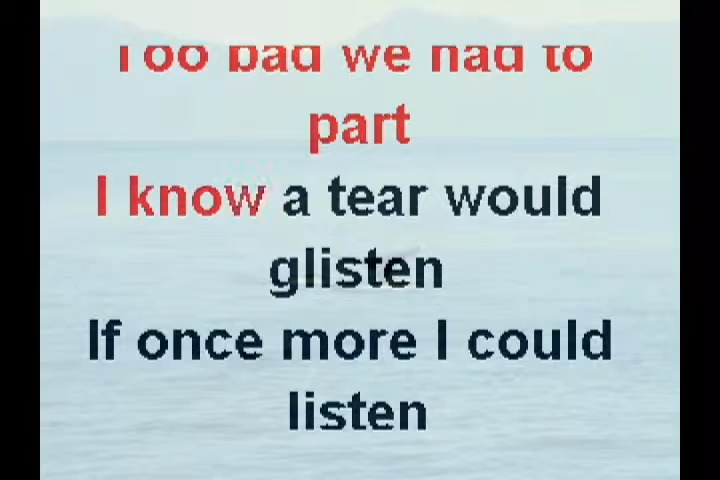 Too bad we had to
part
I know a tear would
glisten
If once more I could
listen